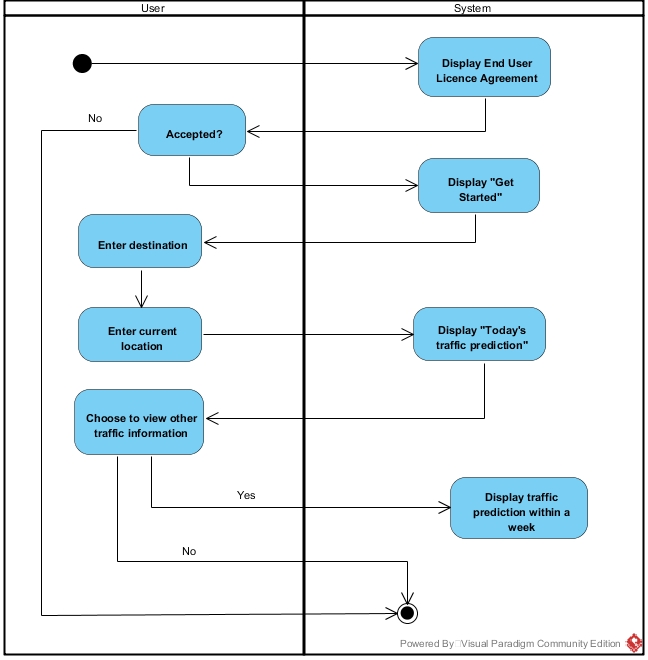 User
System
Display End User
Licence Agreement
No
Accepted?
Display "Get
Started"
Enter destination
Enter current
location
Display "Today's
traffic prediction"
Choose to view other
traffic information
Yes
Display traffic
prediction within a
week
No
Powered By Visual Paradigm Community Edition